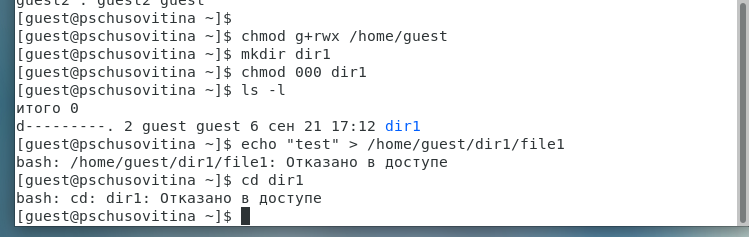 guest2 : guest2 guest
[guest@pschusovitina ~]$
[guest@pschusovitina ~]$ chmod g+rwx /home/guest
[guest@pschusovitina ~]$ mkdir dir1
[guest@pschusovitina ~]$ chmod 000 dir1
[guest@pschusovitina ~]$ ls -l
итого 0
d---------. 2 guest guest 6 сен 21 17:12 dir1
[guest@pschusovitina ~]$ echo "test" > /home/guest/dir1/file1
bash: /home/guest/dir1/file1: Отказано в доступе
[guest@pschusovitina ~]$ cd dir1
bash: cd: dir1: Отказано в доступе
[guest@pschusovitina ~]$